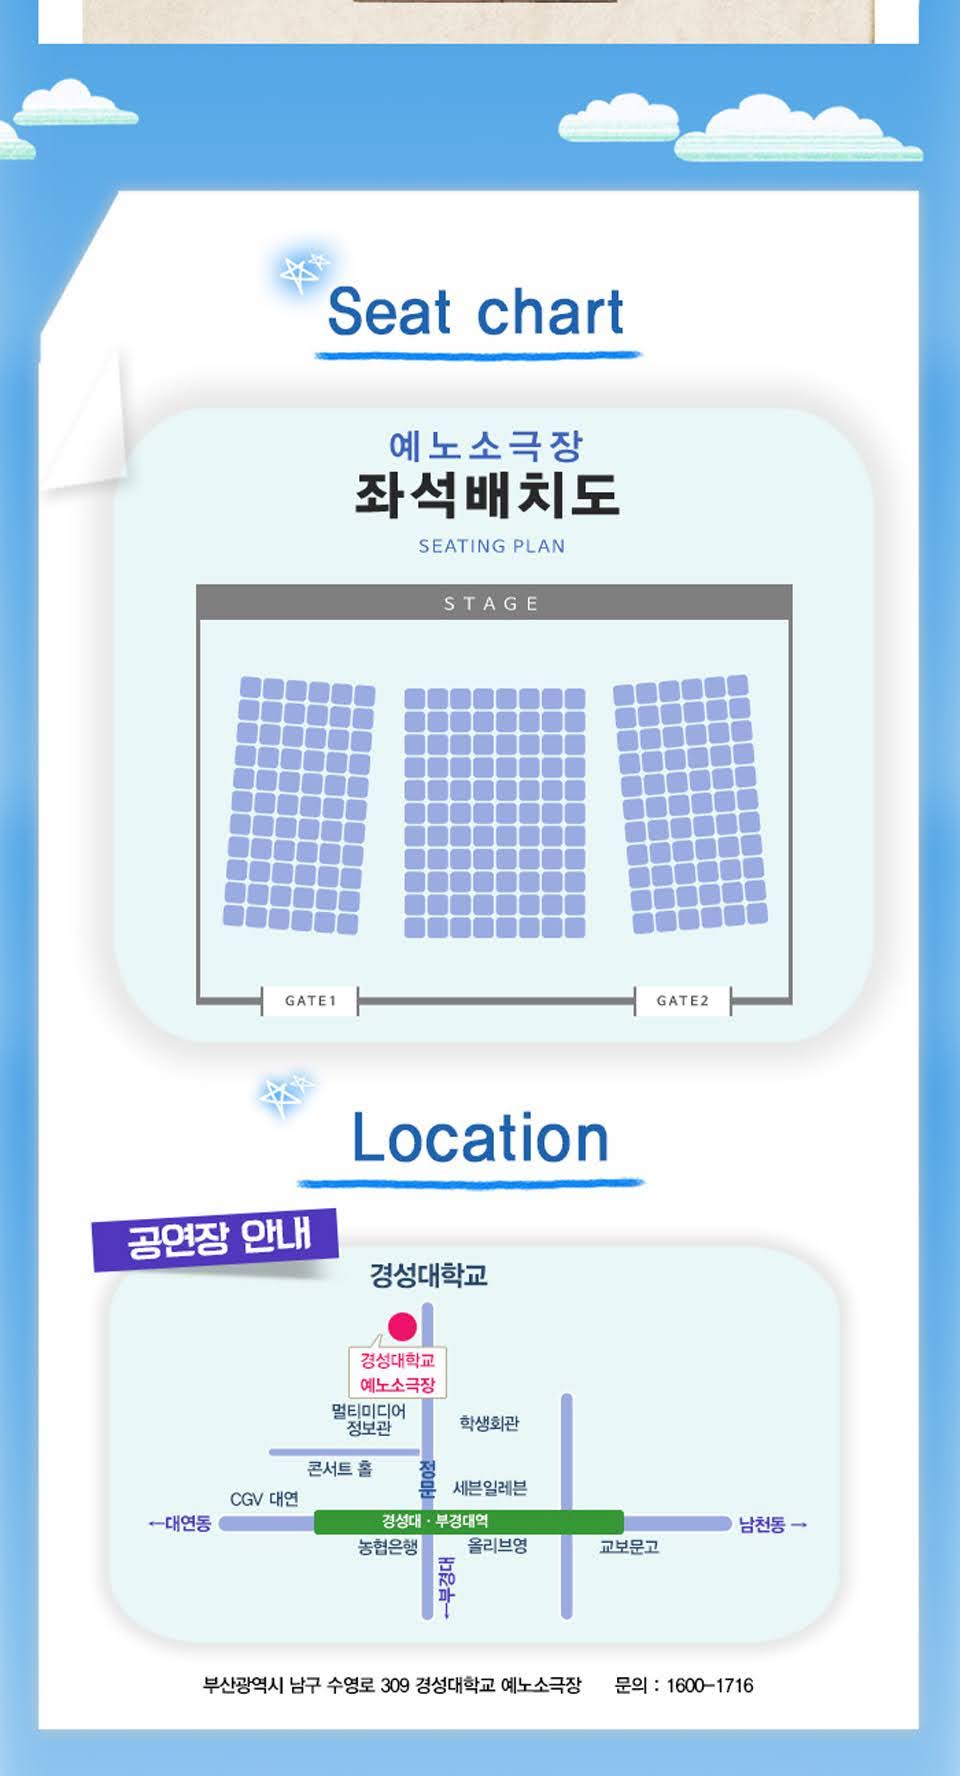 Seat chart
예노소극장
좌석배치도
SEATING PLAN
STAGE
GATE1
GATE2
Location
공연장 안내
경성대학교
경성대학교
예노소극장
멀티미디어
정보관
학생회관
콘서트 홀
정문
세븐일레븐
CGV 대연
←대연동
경성대 · 부경대역
남천동 →
농협은행
올리브영
교보문고
←부경대
부산광역시 남구 수영로 309 경성대학교 예노소극장 문의 : 1600-1716